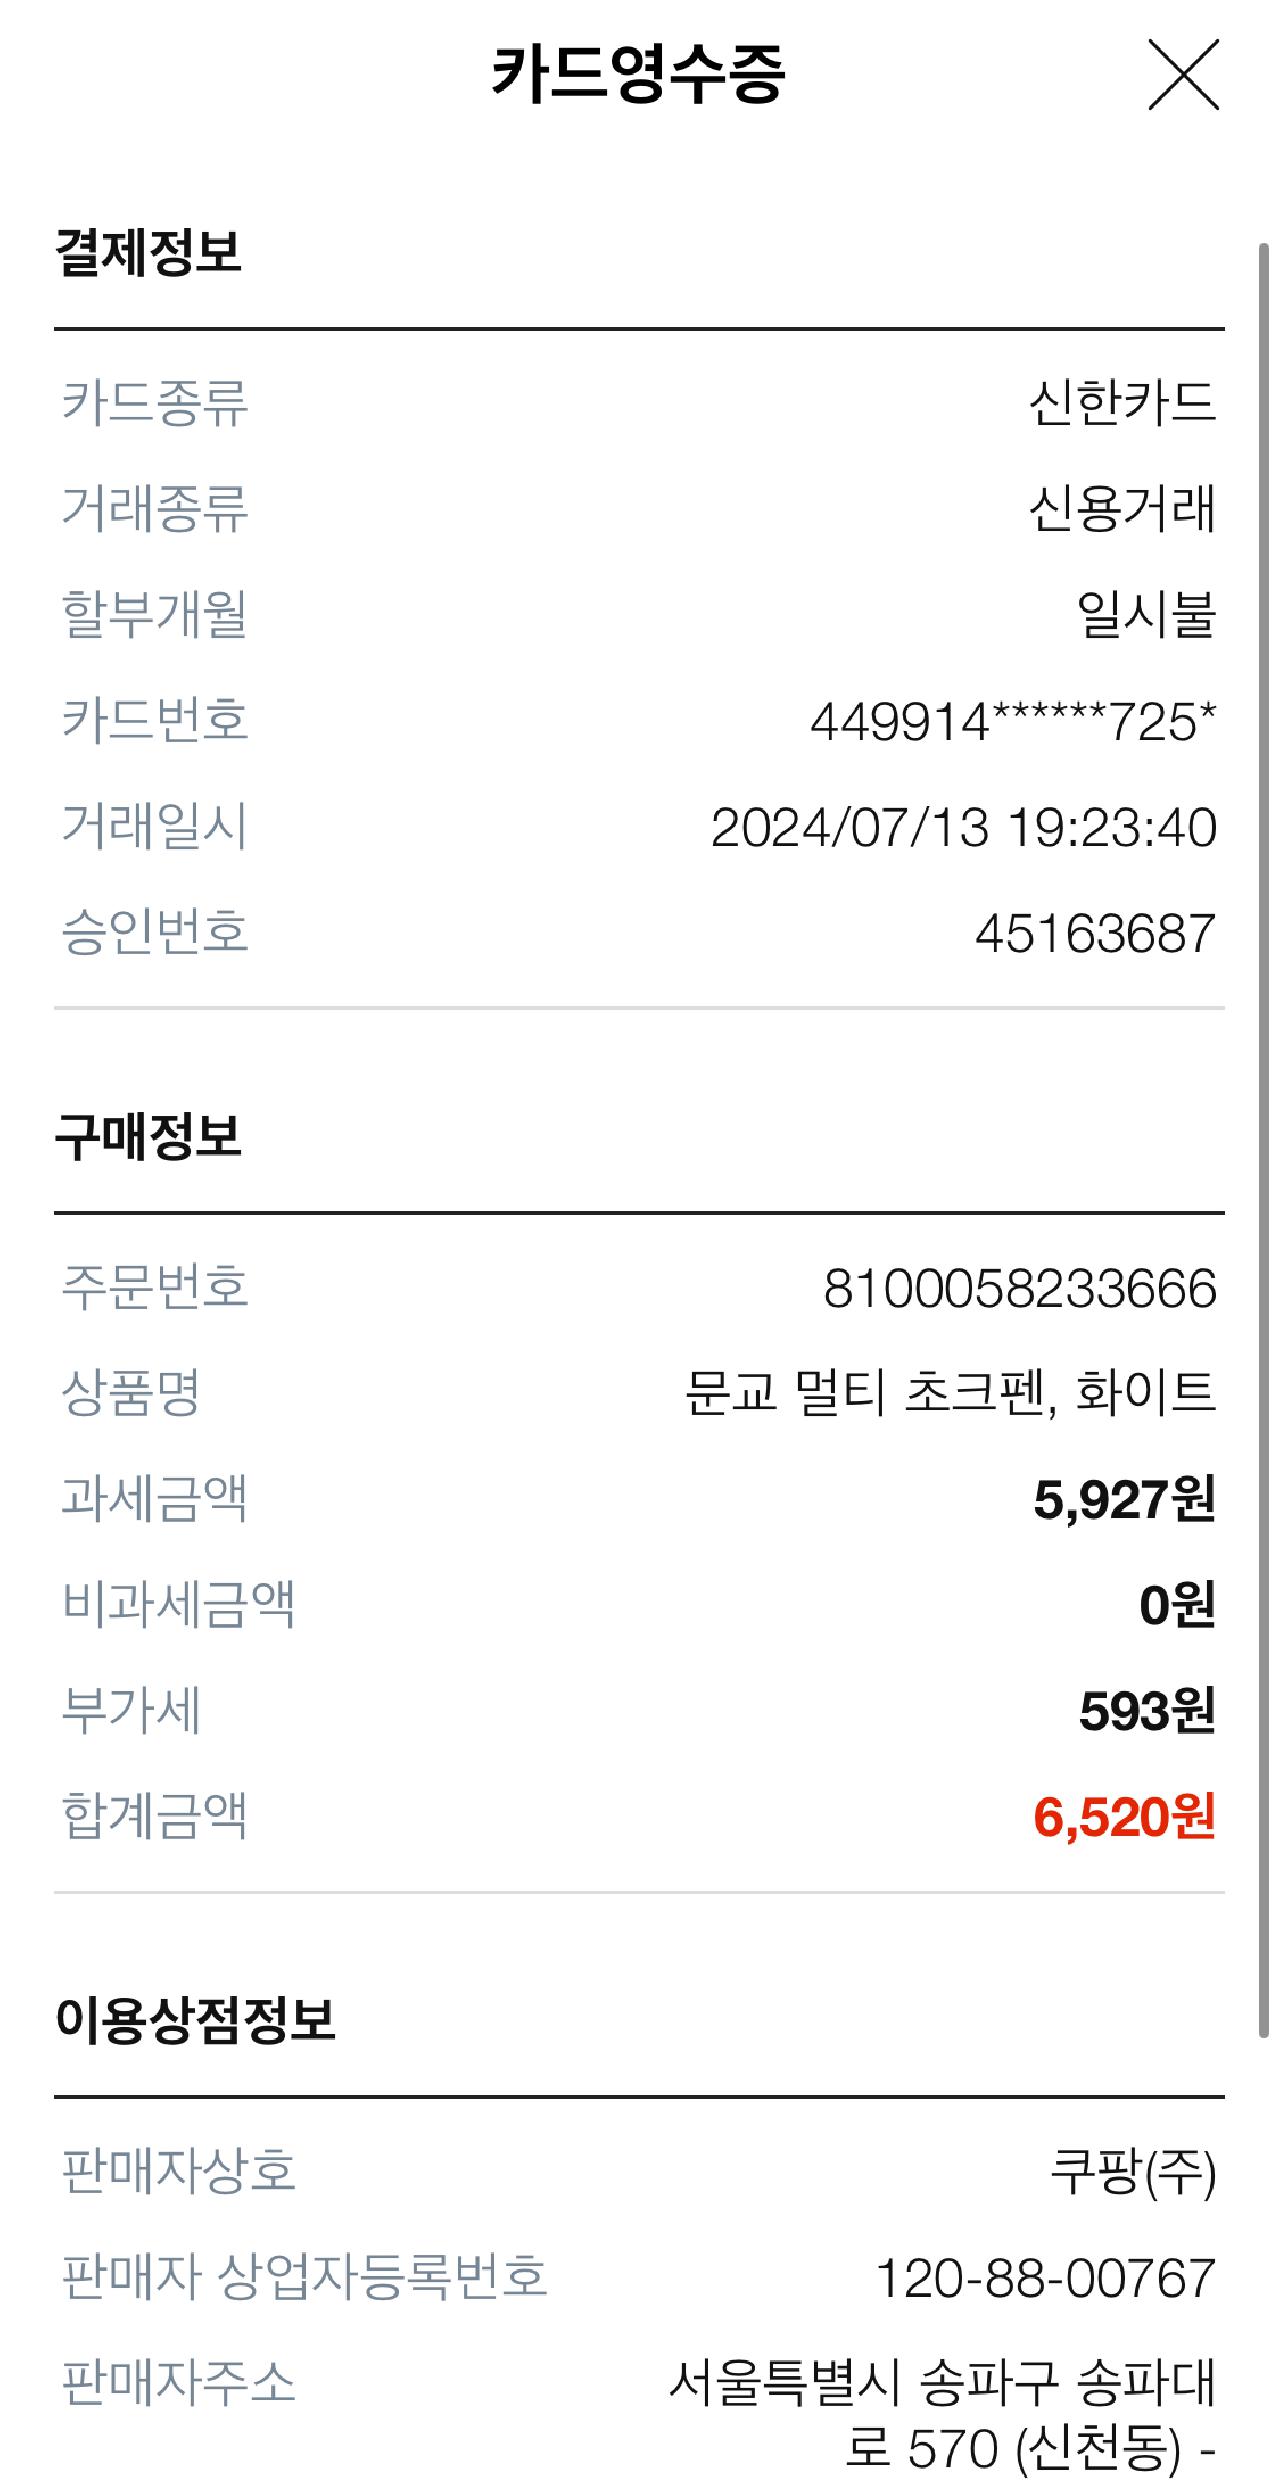 카드영수증
결제정보
카드종류 신한카드
거래종류 신용거래
할부개월 일시불
카드번호 449914******725*
거래일시 2024/07/13 19:23:40
승인번호 45163687
구매정보
주문번호 8100058233666
상품명 문교 멀티 초크펜, 화이트
과세금액 5,927원
비과세금액 0원
부가세 593원
합계금액 6,520원
이용상점정보
판매자상호 쿠팡(주)
판매자 상업자등록번호 120-88-00767
판매자주소 서울특별시 송파구 송파대
로 570 (신천동) -